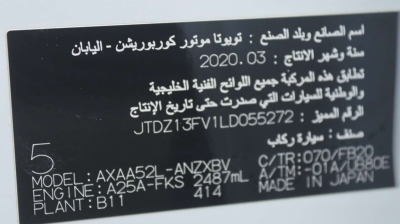 اسم الصانع وبلد الصنع : تويوتا موتور كوربوريشن - اليابان
سنة وشهر الانتاج : 2020.03
تطابق هذه المركبة جميع اللوائح الفنية الخليجية
والوطنية للسيارات التي صدرت حتى تاريخ الإنتاج
الرقم المميز : JTDZ13FV1LD055272
صنف : سيارة ركاب
5
MODEL: AXAA52L-ANZXBV C/TR: 070/FB20
ENGINE: A25A-FKS 2487mL A/TM: -01A/UB80E
PLANT: B11 414 MADE IN JAPAN